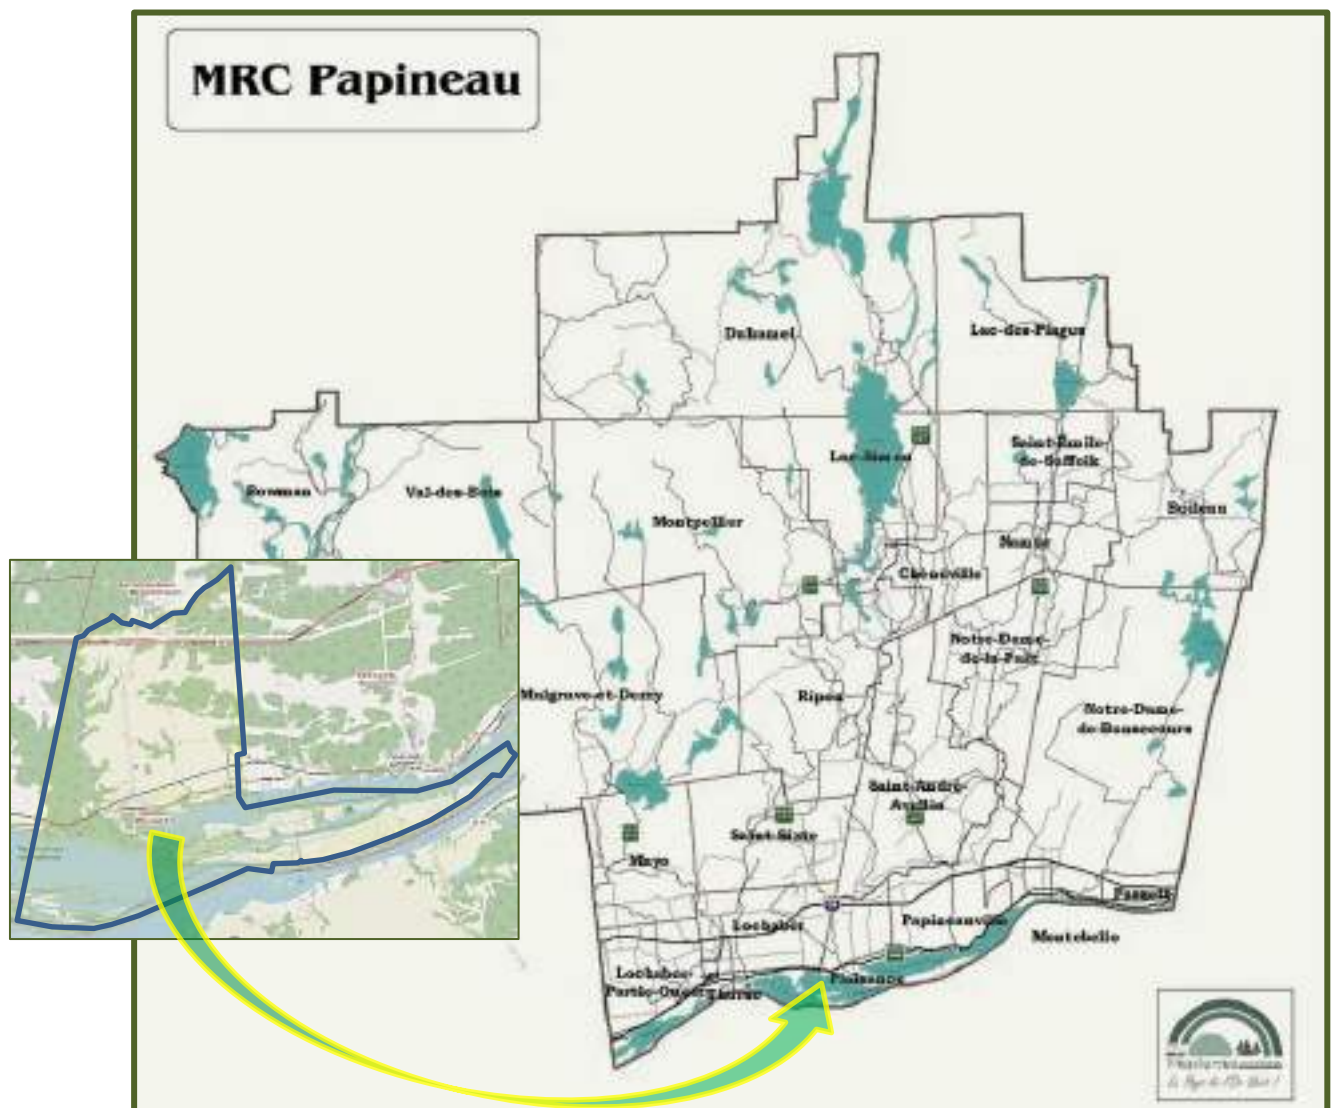 MRC Papineau
Duhamel
Lac-des-Plages
Lac-Simon
Saint-Émile-
de-Suffolk
Bowman
Val-des-Bois
Montpellier
Boileau
Namur
Chénéville
Notre-Dame-
de-la-Paix
Mulgrave-et-Derry
Ripon
Notre-Dame-
de-Bonsecours
Saint-André-
Avellin
Saint-Sixte
Mayo
Fassett
Lochaber
Papineauville
Montebello
Lochaber-
Partie-Ouest
Thurso
Plaisance